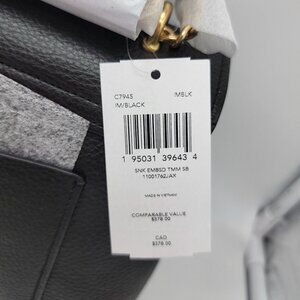 C7945 IMBLK
IM/BLACK
1 95031 39643 4
SNK EMBSD TMM SB
11001762JAX
MADE IN VIETNAM
COMPARABLE VALUE
$378.00
CAD
$378.00